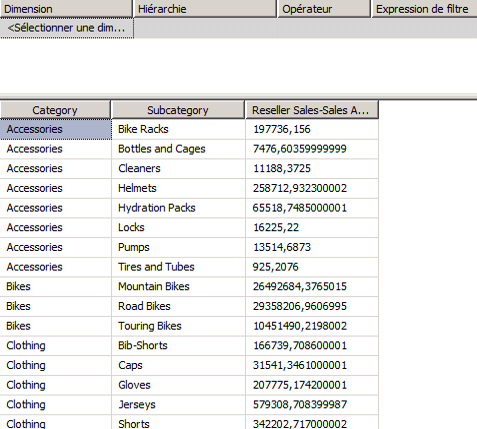 Dimension Hiérarchie Opérateur Expression de filtre
<Sélectionner une dim...
Category Subcategory Reseller Sales-Sales A...
Accessories Bike Racks 197736,156
Accessories Bottles and Cages 7476,60359999999
Accessories Cleaners 11188,3725
Accessories Helmets 258712,932300002
Accessories Hydration Packs 65518,7485000001
Accessories Locks 16225,22
Accessories Pumps 13514,6873
Accessories Tires and Tubes 925,2076
Bikes Mountain Bikes 26492684,3765015
Bikes Road Bikes 29358206,9606995
Bikes Touring Bikes 10451490,2198002
Clothing Bib-Shorts 166739,708600001
Clothing Caps 31541,3461000001
Clothing Gloves 207775,174200001
Clothing Jerseys 579308,708399987
Clothing Shorts 342202,717000002